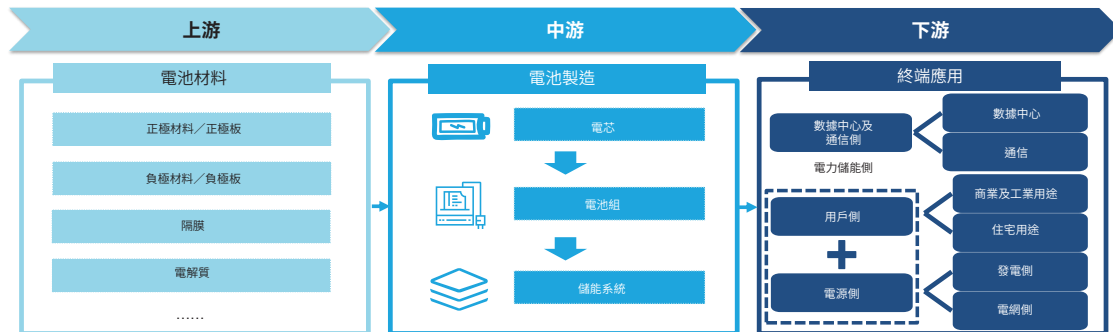 上游
中游
下游
電池材料
正極材料／正極板
負極材料／負極板
隔膜
電解質
……
電池製造
電芯
電池組
儲能系統
終端應用
數據中心及
通信側
數據中心
通信
電力儲能側
用戶側
商業及工業用途
住宅用途
電源側
發電側
電網側